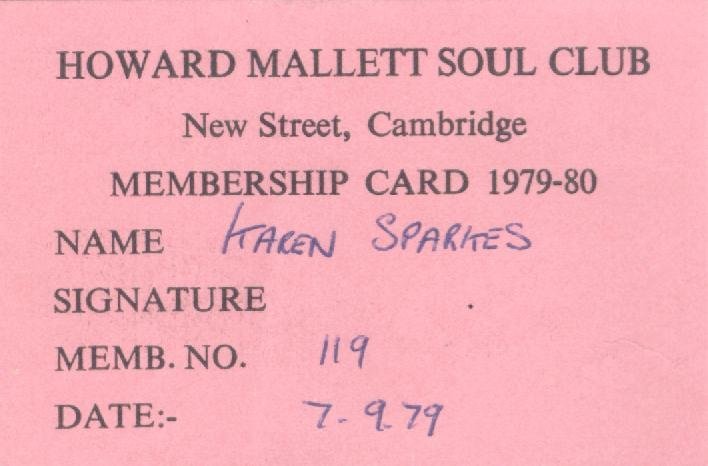 HOWARD MALLETT SOUL CLUB
New Street, Cambridge
MEMBERSHIP CARD 1979-80
NAME KAREN SPARKES
SIGNATURE
MEMB. NO. 119
DATE:- 7-9.79